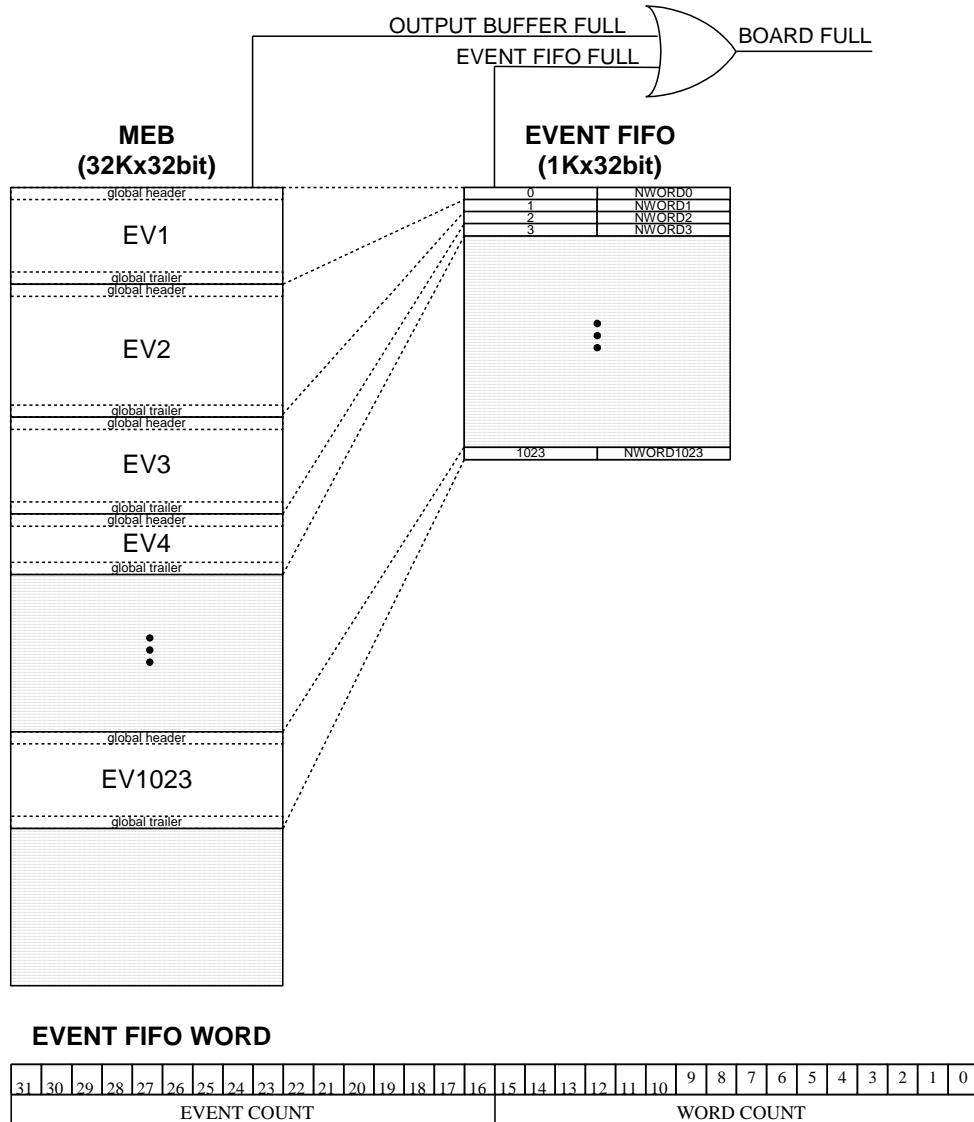 OUTPUT BUFFER FULL
EVENT FIFO FULL
BOARD FULL
MEB
(32Kx32bit)
EVENT FIFO
(1Kx32bit)
global header
EV1
global trailer
global header
EV2
global trailer
global header
EV3
global trailer
global header
EV4
global trailer
global header
EV1023
global trailer
0 NWORD0
1 NWORD1
2 NWORD2
3 NWORD3
1023 NWORD1023
EVENT FIFO WORD
31 30 29 28 27 26 25 24 23 22 21 20 19 18 17 16 15 14 13 12 11 10 9 8 7 6 5 4 3 2 1 0
EVENT COUNT WORD COUNT